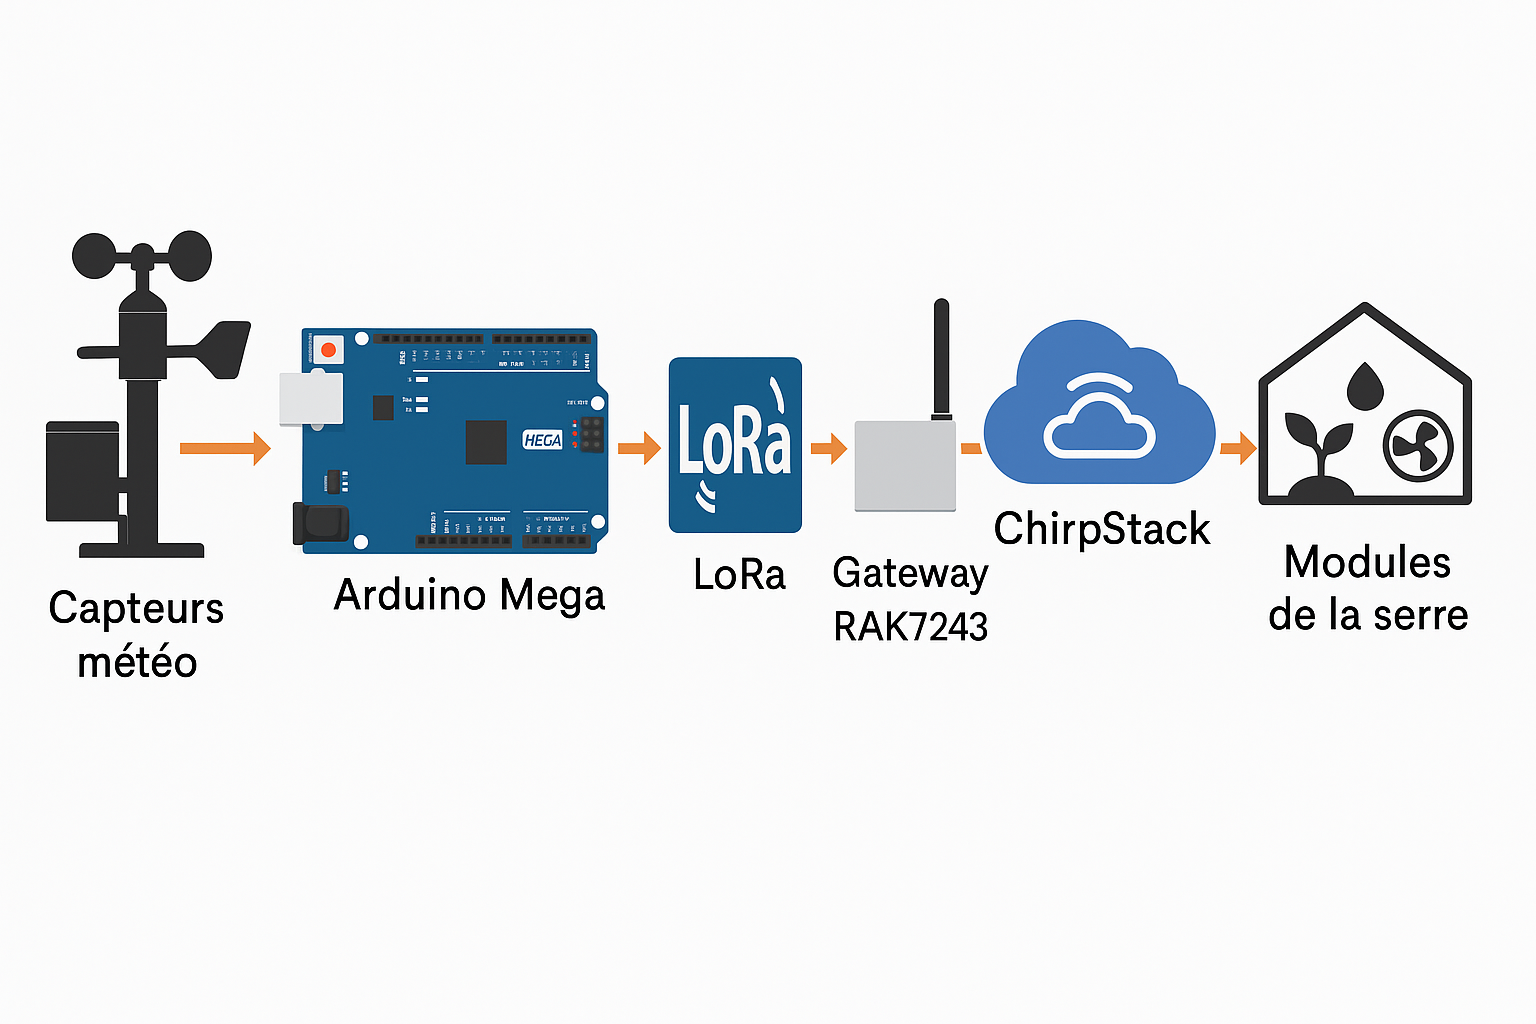 HEGA
LoRa
Capteurs
météo
Arduino Mega
LoRa
Gateway
RAK7243
ChirpStack
Modules
de la serre